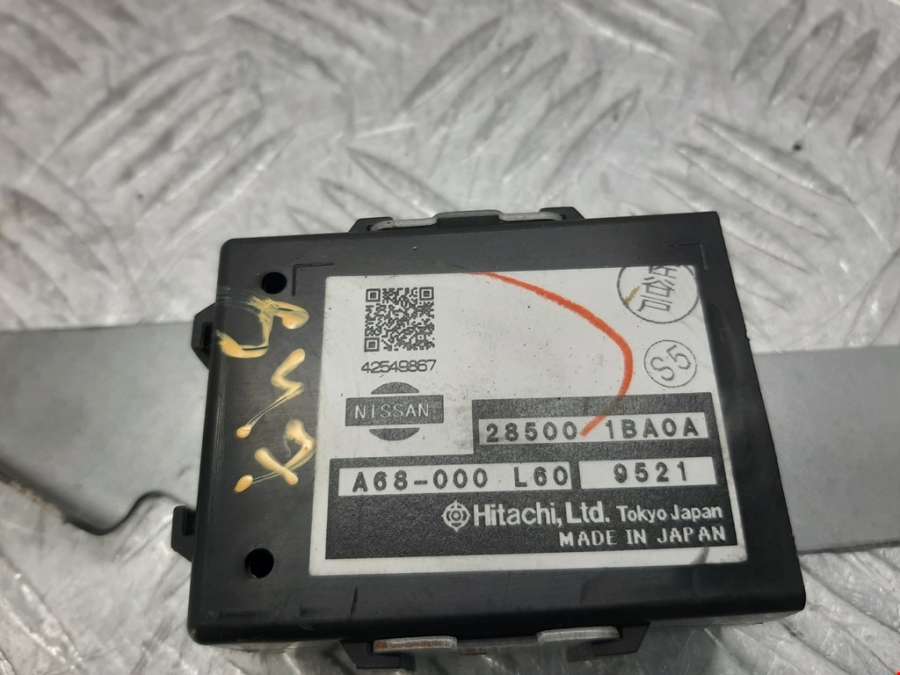 42549867
NISSAN
S5
28500 1BA0A
A68-000 L60 9521
Hitachi, Ltd. Tokyo Japan
MADE IN JAPAN